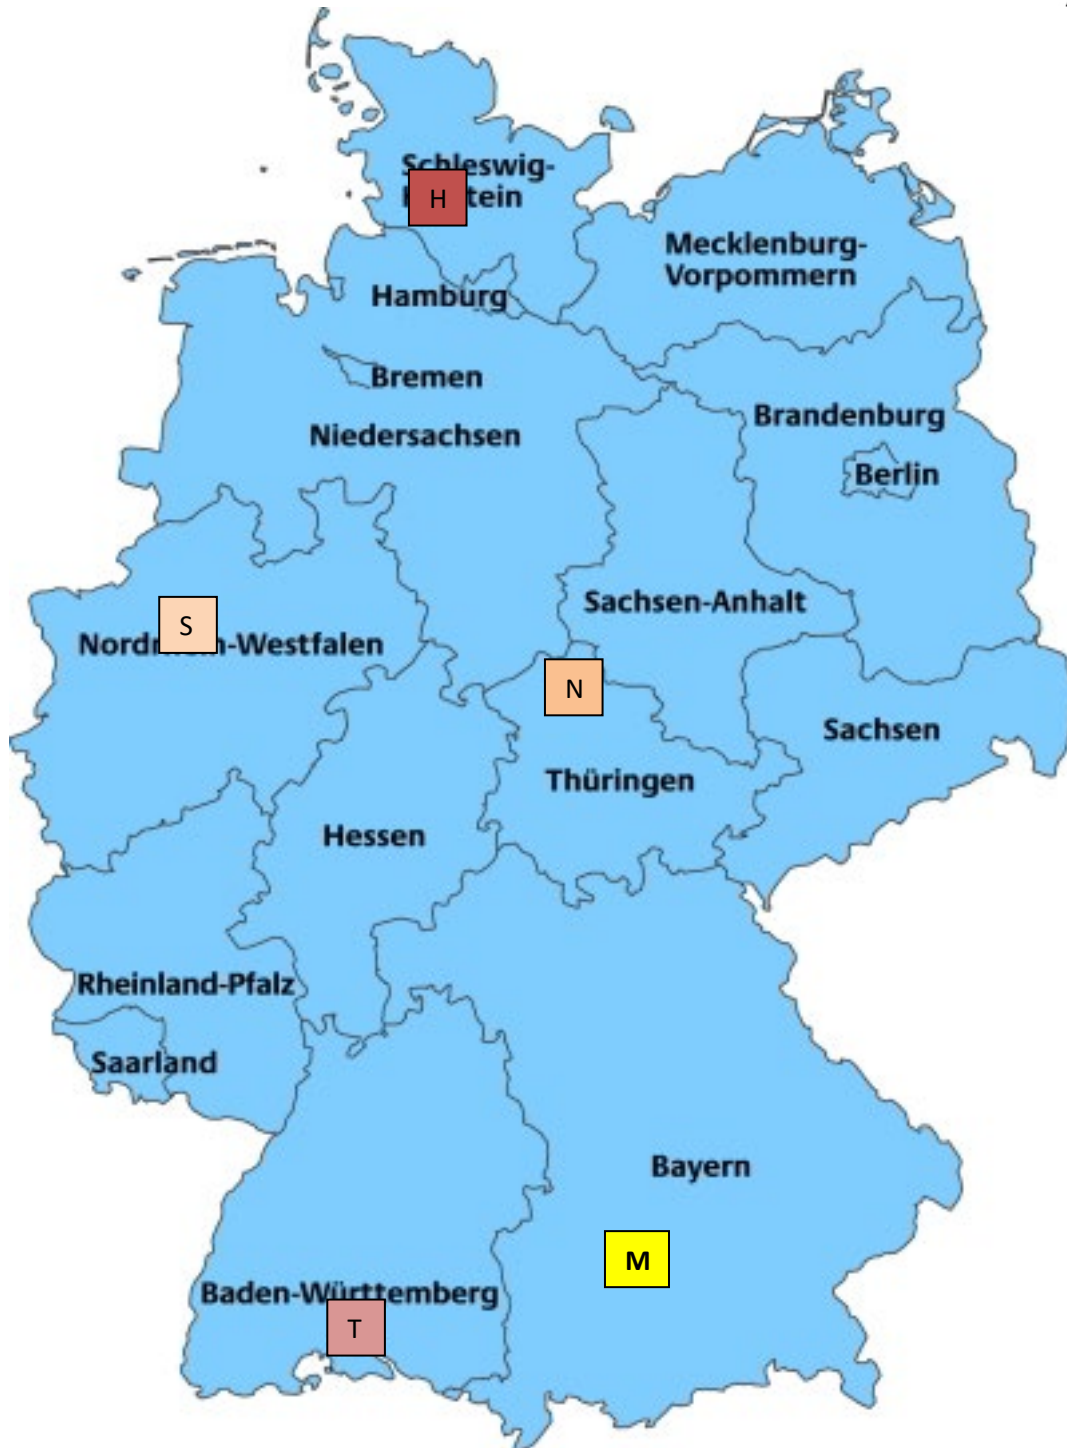 Schleswig-
H
tein
Mecklenburg-
Vorpommern
Hamburg
Bremen
Niedersachsen
Brandenburg
Berlin
Sachsen-Anhalt
S
Nordrhein-Westfalen
N
Sachsen
Thüringen
Hessen
Rheinland-Pfalz
Saarland
Bayern
M
Baden-Württemberg
T